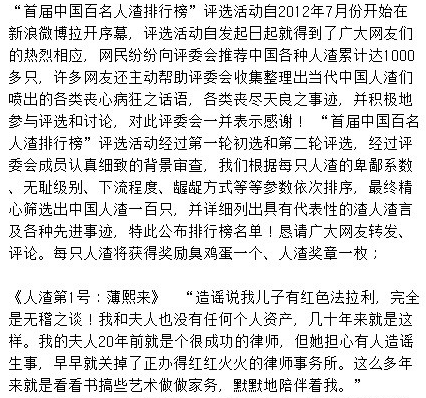 “首届中国百名人渣排行榜”评选活动自2012年7月份开始在
新浪微博拉开序幕，评选活动自发起日起就得到了广大网友们
的热烈相应，网民纷纷向评委会推荐中国各种人渣累计达1000
多只，许多网友还主动帮助评委会收集整理出当代中国人渣们
喷出的各类丧心病狂之话语，各类丧尽天良之事迹，并积极地
参与评选和讨论，对此评委会一并表示感谢！“首届中国百名
人渣排行榜”评选活动经过第一轮初选和第二轮评选，经过评
委会成员认真细致的背景审查，我们根据每只人渣的卑鄙系数
、无耻级别、下流程度、龌龊方式等等参数依次排序，最终精
心筛选出中国人渣一百只，并详细列出具有代表性的渣人渣言
及各种先进事迹，特此公布排行榜名单！恳请广大网友转发、
评论。每只人渣将获得奖励臭鸡蛋一个、人渣奖章一枚；
《人渣第1号：薄熙来》 “造谣说我儿子有红色法拉利，完全
是无稽之谈！我和夫人也没有任何个人资产，几十年来就是这
样。我的夫人20年前就是个很成功的律师，但她担心有人造谣
生事，早早就关掉了正办得红红火火的律师事务所。这么多年
来就是看看书搞些艺术做做家务，默默地陪伴着我。”